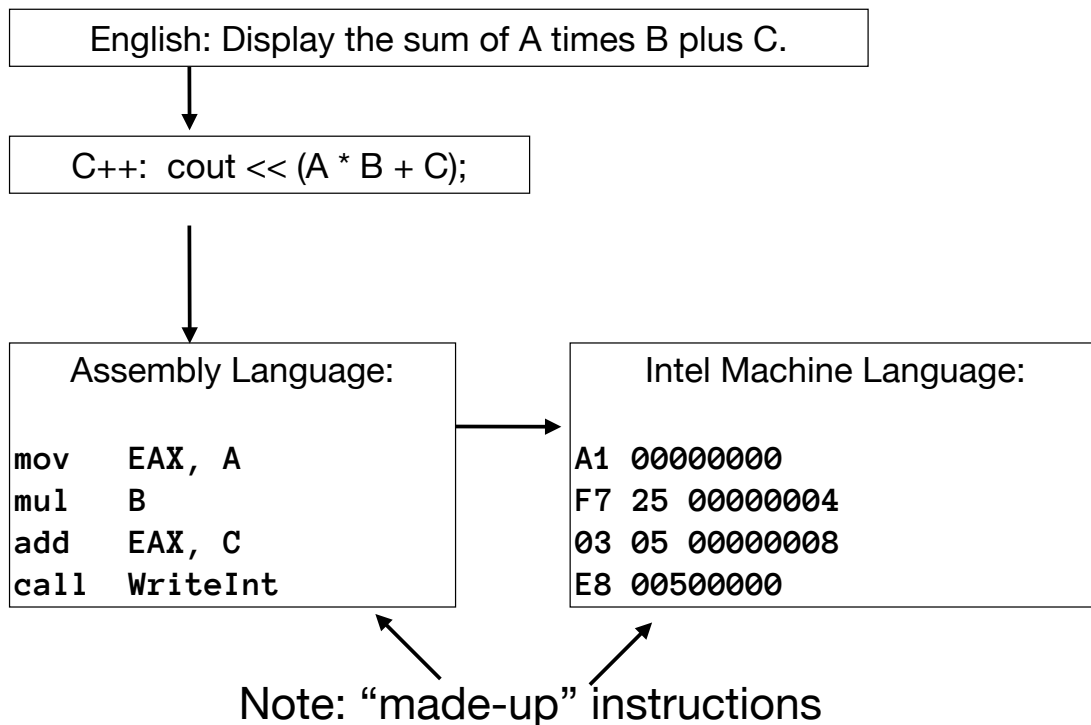 English: Display the sum of A times B plus C.
C++: cout << (A * B + C);
Assembly Language:
mov EAX, A
mul B
add EAX, C
call WriteInt
Intel Machine Language:
A1 00000000
F7 25 00000004
03 05 00000008
E8 00500000
Note: “made-up” instructions